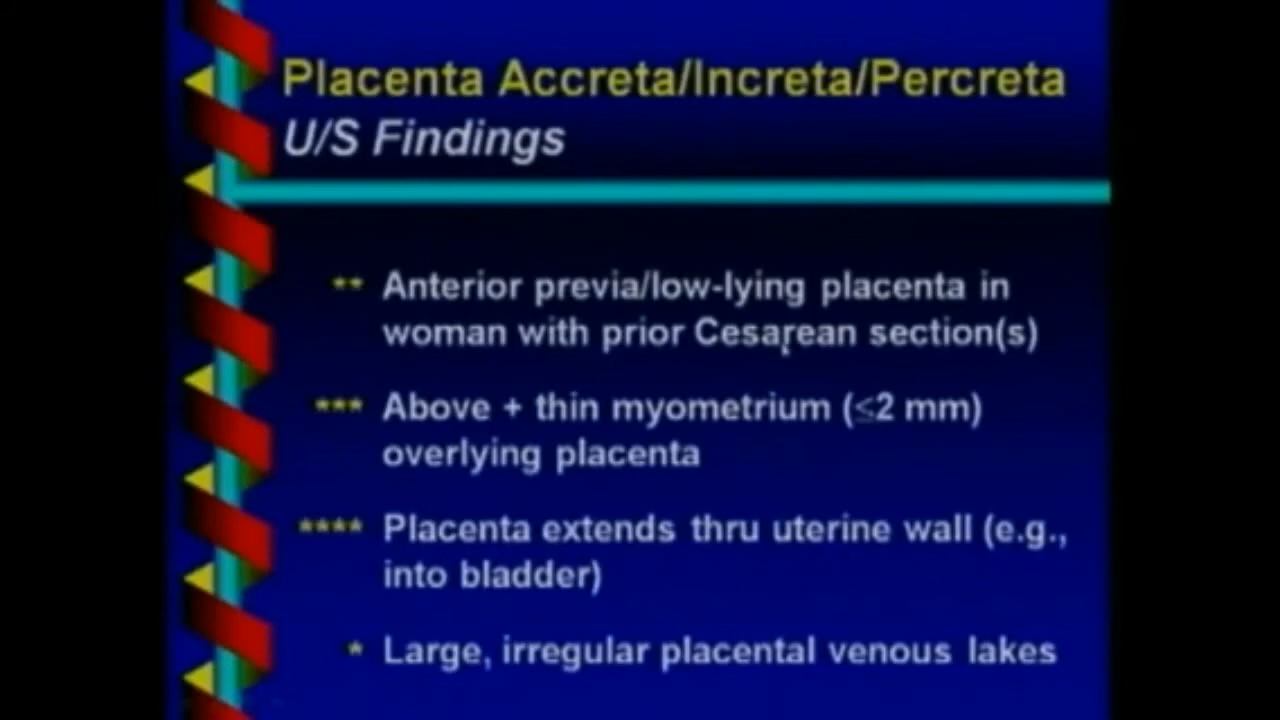 Placenta Accreta/Increta/Percreta
U/S Findings
** Anterior previa/low-lying placenta in
woman with prior Cesarean section(s)
*** Above + thin myometrium (≤2 mm)
overlying placenta
**** Placenta extends thru uterine wall (e.g.,
into bladder)
* Large, irregular placental venous lakes